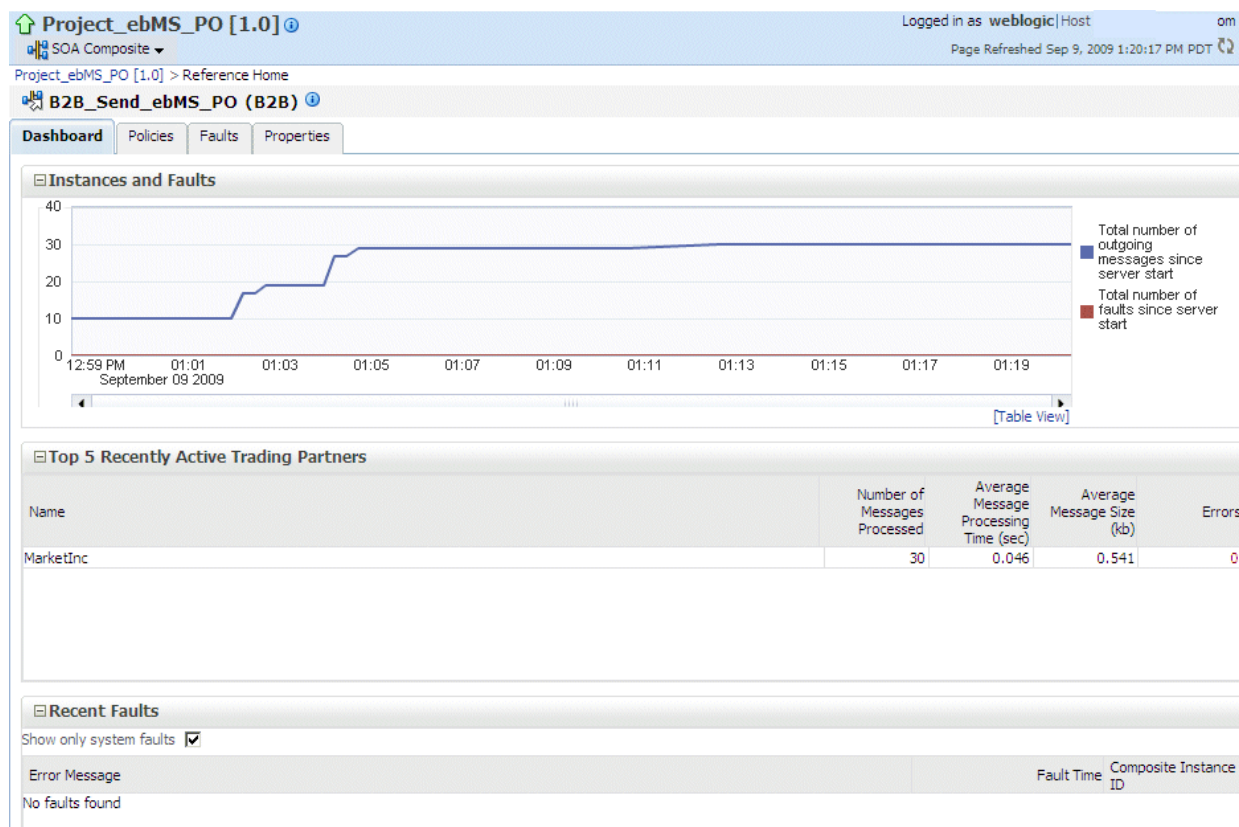 Project_ebMS_PO [1.0]
Logged in as weblogic|Host om
SOA Composite
Page Refreshed Sep 9, 2009 1:20:17 PM PDT
Project_ebMS_PO [1.0] > Reference Home
B2B_Send_ebMS_PO (B2B)
Dashboard Policies Faults Properties
Instances and Faults
40
30
20
10
0
12:59 PM 01:01 01:03 01:05 01:07 01:09 01:11 01:13 01:15 01:17 01:19
September 09 2009
Total number of
outgoing
messages since
server start
Total number of
faults since server
start
[Table View]
Top 5 Recently Active Trading Partners
Name
Number of
Messages
Processed
Average
Message
Processing
Time (sec)
Average
Message Size
(kb)
Errors
MarketInc 30 0.046 0.541 0
Recent Faults
Show only system faults
Error Message
Fault Time
Composite Instance
ID
No faults found